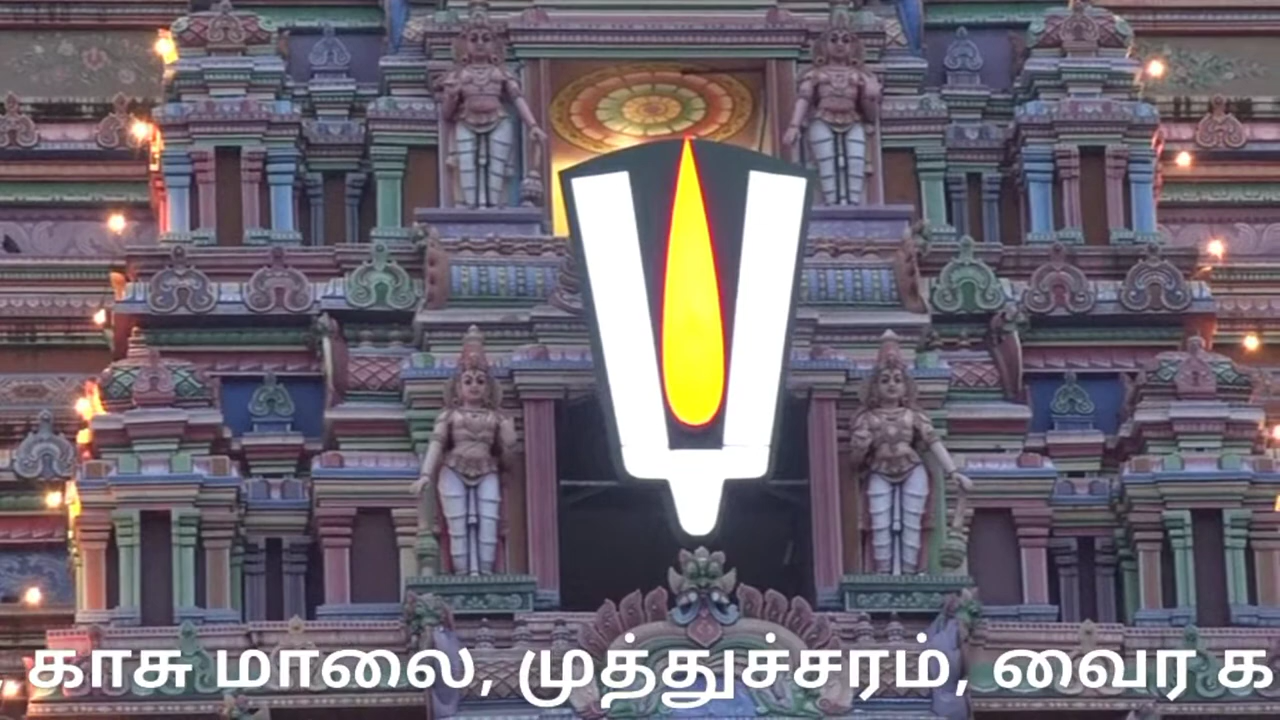 , காசு மாலை, முத்துச்சரம், வைர க